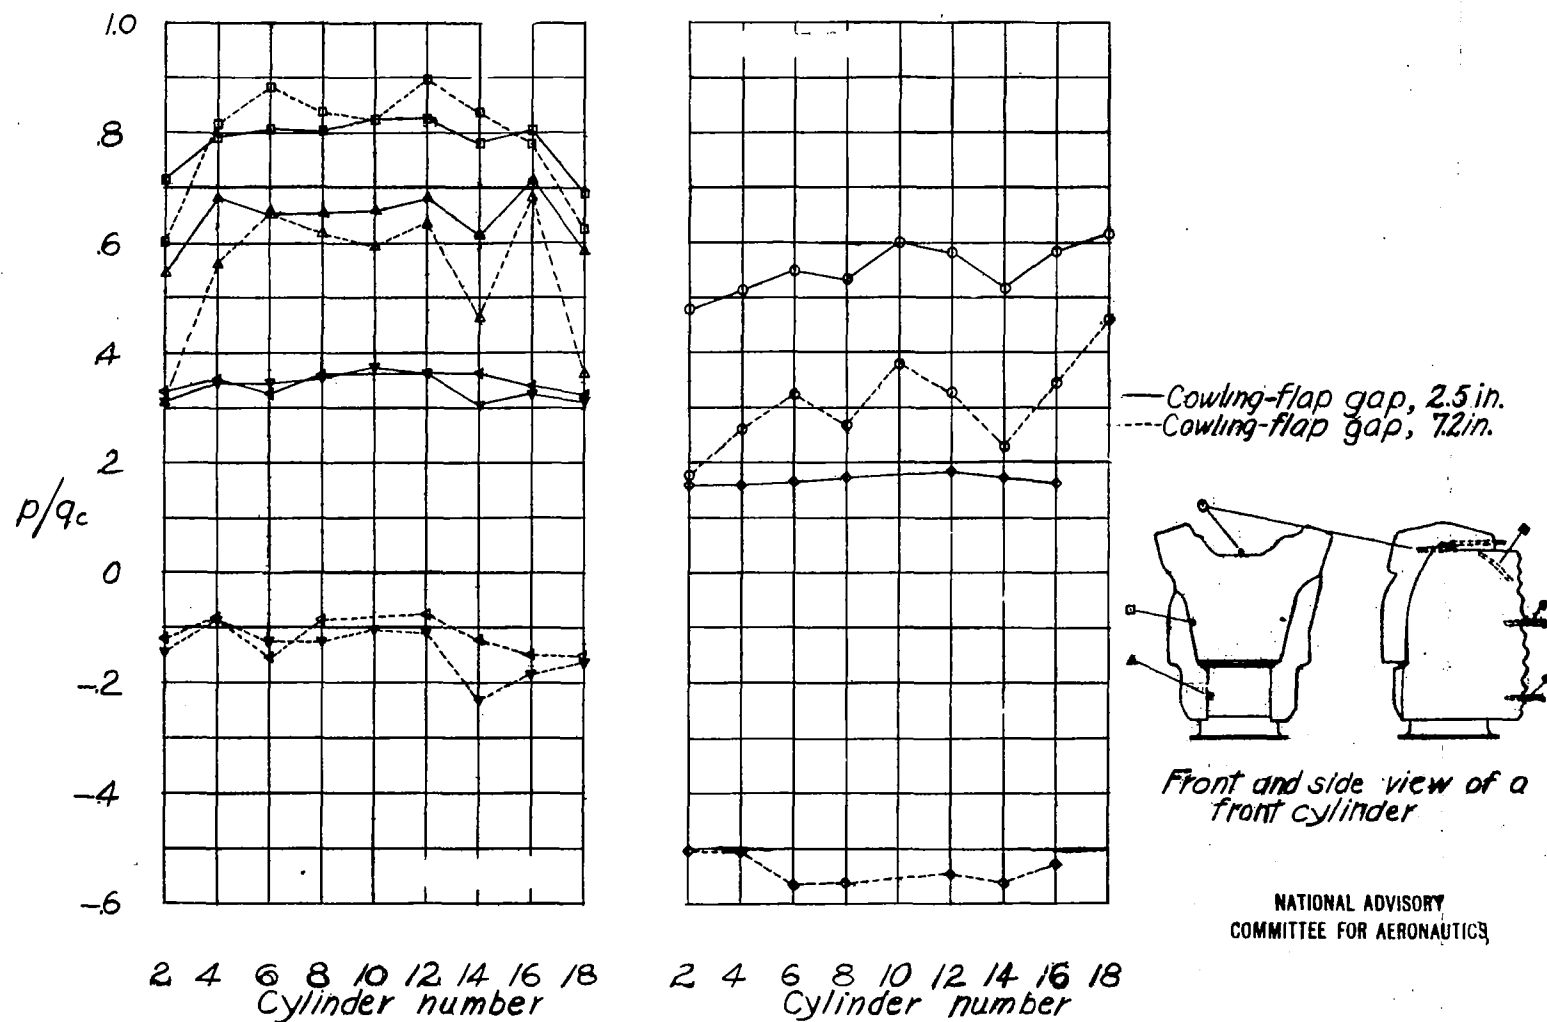 1.0
.8
.6
.4
.2
p/qc
0
-.2
-.4
-.6
2 4 6 8 10 12 14 16 18
Cylinder number
2 4 6 8 10 12 14 16 18
Cylinder number
Cowling-flap gap, 2.5 in.
Cowling-flap gap, 7.2 in.
Front and side view of a
front cylinder
NATIONAL ADVISORY
COMMITTEE FOR AERONAUTICS